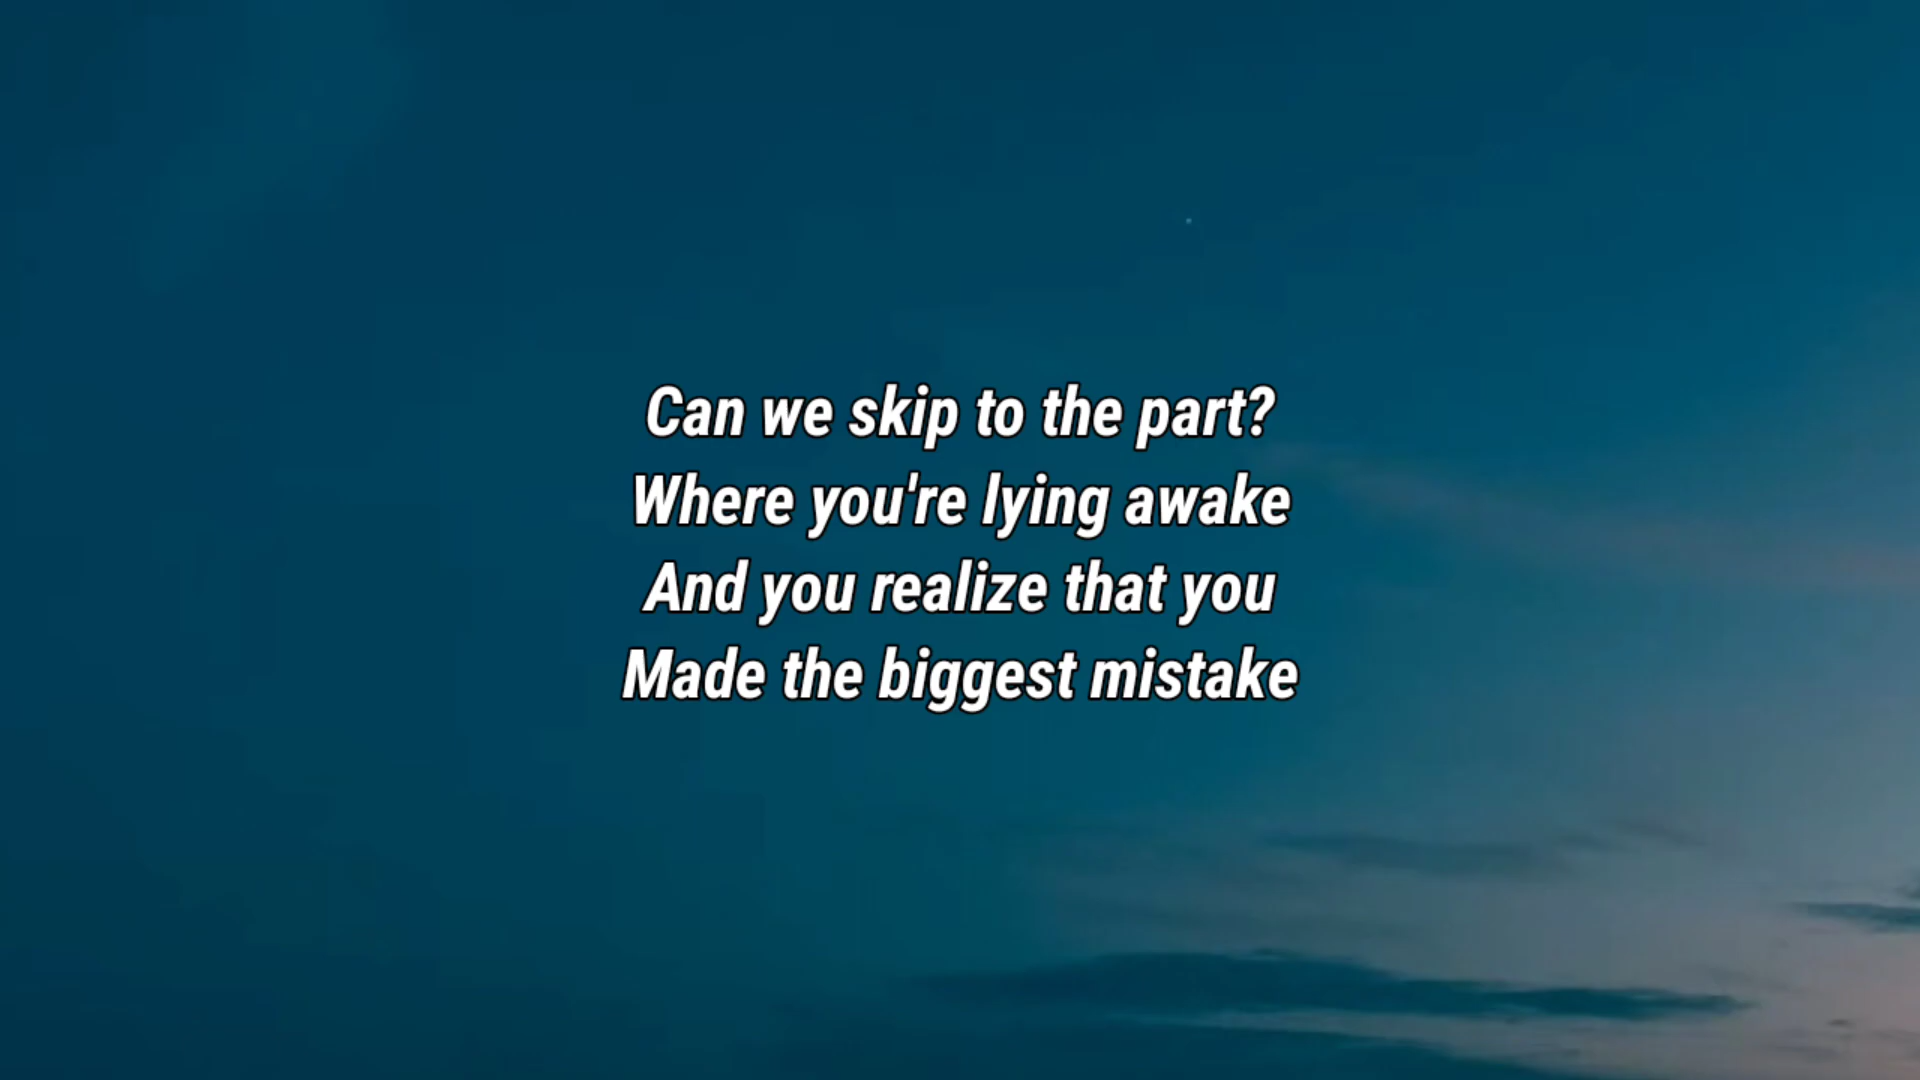 Can we skip to the part?
Where you're lying awake
And you realize that you
Made the biggest mistake